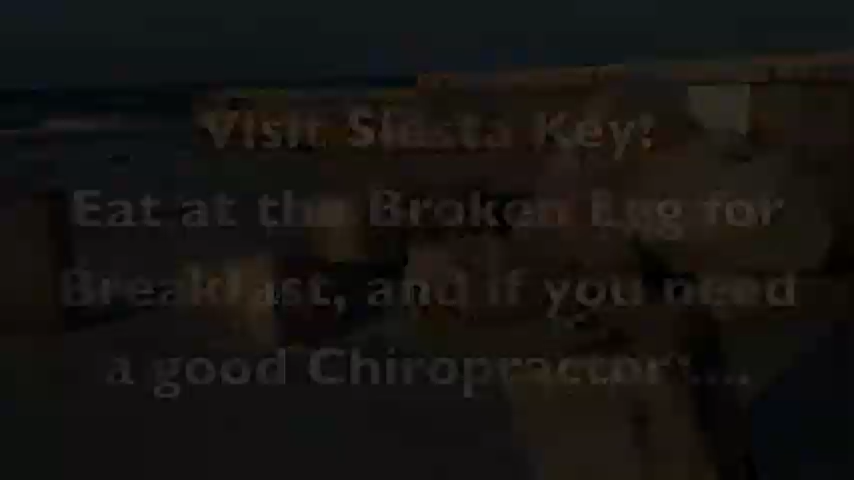 Visit Siesta Key!
Eat at the Broken Egg for
Breakfast, and if you need
a good Chiropractor....